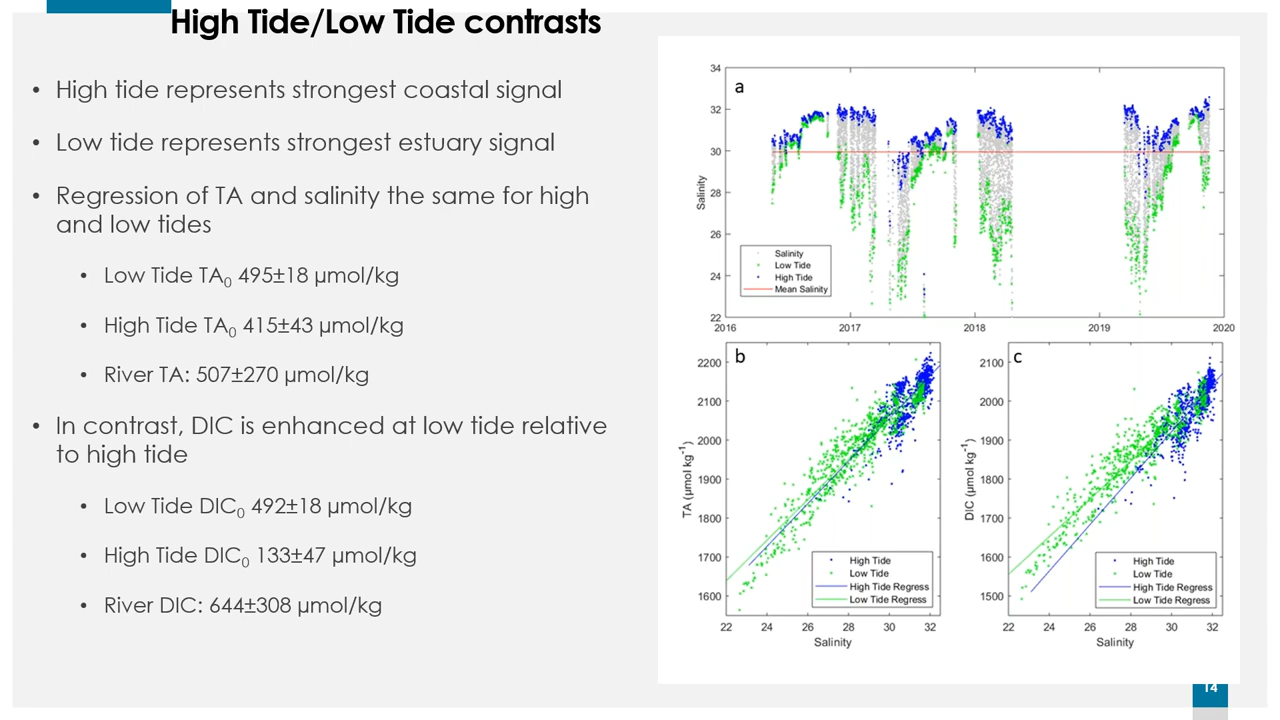 High Tide/Low Tide contrasts
• High tide represents strongest coastal signal
• Low tide represents strongest estuary signal
• Regression of TA and salinity the same for high
and low tides
• Low Tide TA₀ 495±18 µmol/kg
• High Tide TA₀ 415±43 µmol/kg
• River TA: 507±270 µmol/kg
• In contrast, DIC is enhanced at low tide relative
to high tide
• Low Tide DIC₀ 492±18 µmol/kg
• High Tide DIC₀ 133±47 µmol/kg
• River DIC: 644±308 µmol/kg
a
34
32
30
28
26
24
22
Salinity
Salinity
Low Tide
High Tide
Mean Salinity
2016 2017 2018 2019 2020
b
2200
2100
2000
1900
1800
1700
1600
TA (µmol kg⁻¹)
High Tide
Low Tide
High Tide Regress
Low Tide Regress
22 24 26 28 30 32
Salinity
c
2100
2000
1900
1800
1700
1600
1500
DIC (µmol kg⁻¹)
High Tide
Low Tide
High Tide Regress
Low Tide Regress
22 24 26 28 30 32
Salinity
14